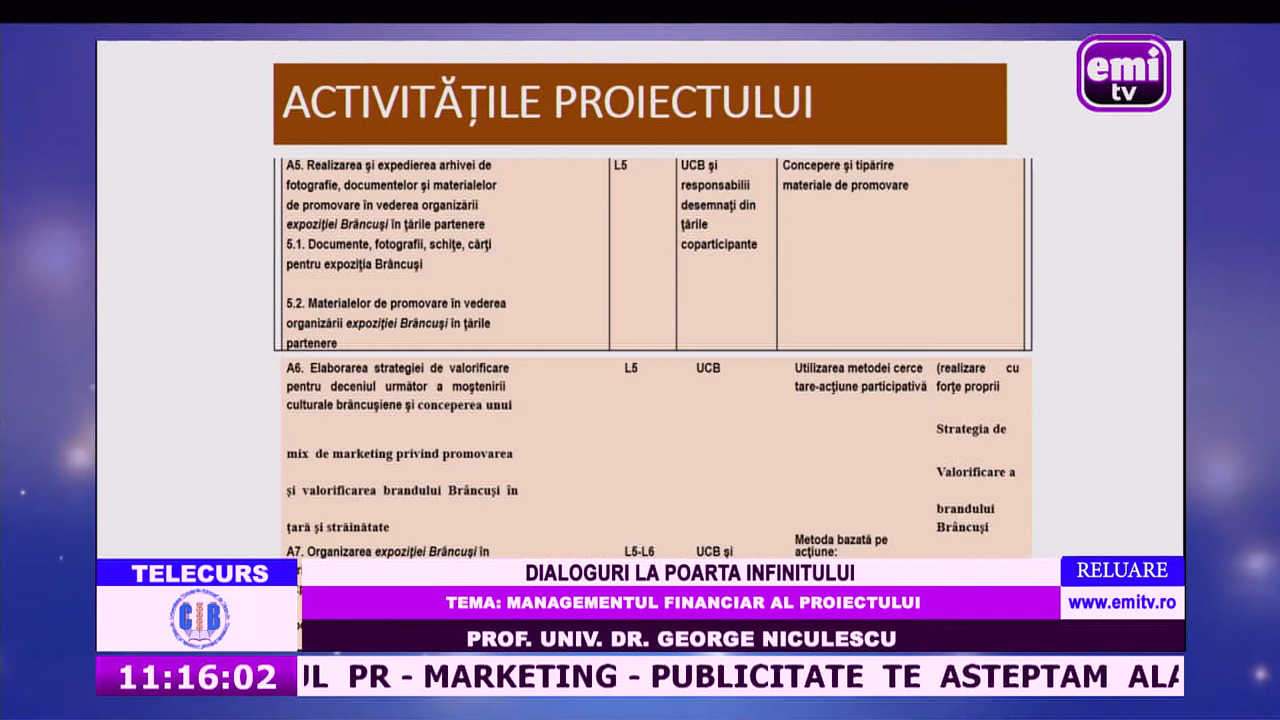 emi
tv
ACTIVITĂȚILE PROIECTULUI
A5. Realizarea şi expedierea arhivei de
fotografie, documentelor şi materialelor
de promovare în vederea organizării
expoziţiei Brâncuşi în ţările partenere
5.1. Documente, fotografii, schiţe, cărţi
pentru expoziţia Brâncuşi
5.2. Materialelor de promovare în vederea
organizării expoziţiei Brâncuşi în ţările
partenere
L5
UCB şi
responsabilii
desemnaţi din
ţările
coparticipante
Concepere şi tipărire
materiale de promovare
A6. Elaborarea strategiei de valorificare
pentru deceniul următor a moştenirii
culturale brâncuşiene şi conceperea unui
mix de marketing privind promovarea
şi valorificarea brandului Brâncuşi în
ţară şi străinătate
L5
UCB
Utilizarea metodei cerce
tare-acţiune participativă
(realizare cu
forţe proprii
Strategia de
Valorificare a
brandului
Brâncuşi
A7. Organizarea expoziţiei Brâncuşi în
L5-L6
UCB şi
Metoda bazată pe
acţiune:
TELECURS
DIALOGURI LA POARTA INFINITULUI
RELUARE
TEMA: MANAGEMENTUL FINANCIAR AL PROIECTULUI
www.emitv.ro
CB
PROF. UNIV. DR. GEORGE NICULESCU
11:16:02
UL PR - MARKETING - PUBLICITATE TE ASTEPTAM ALA